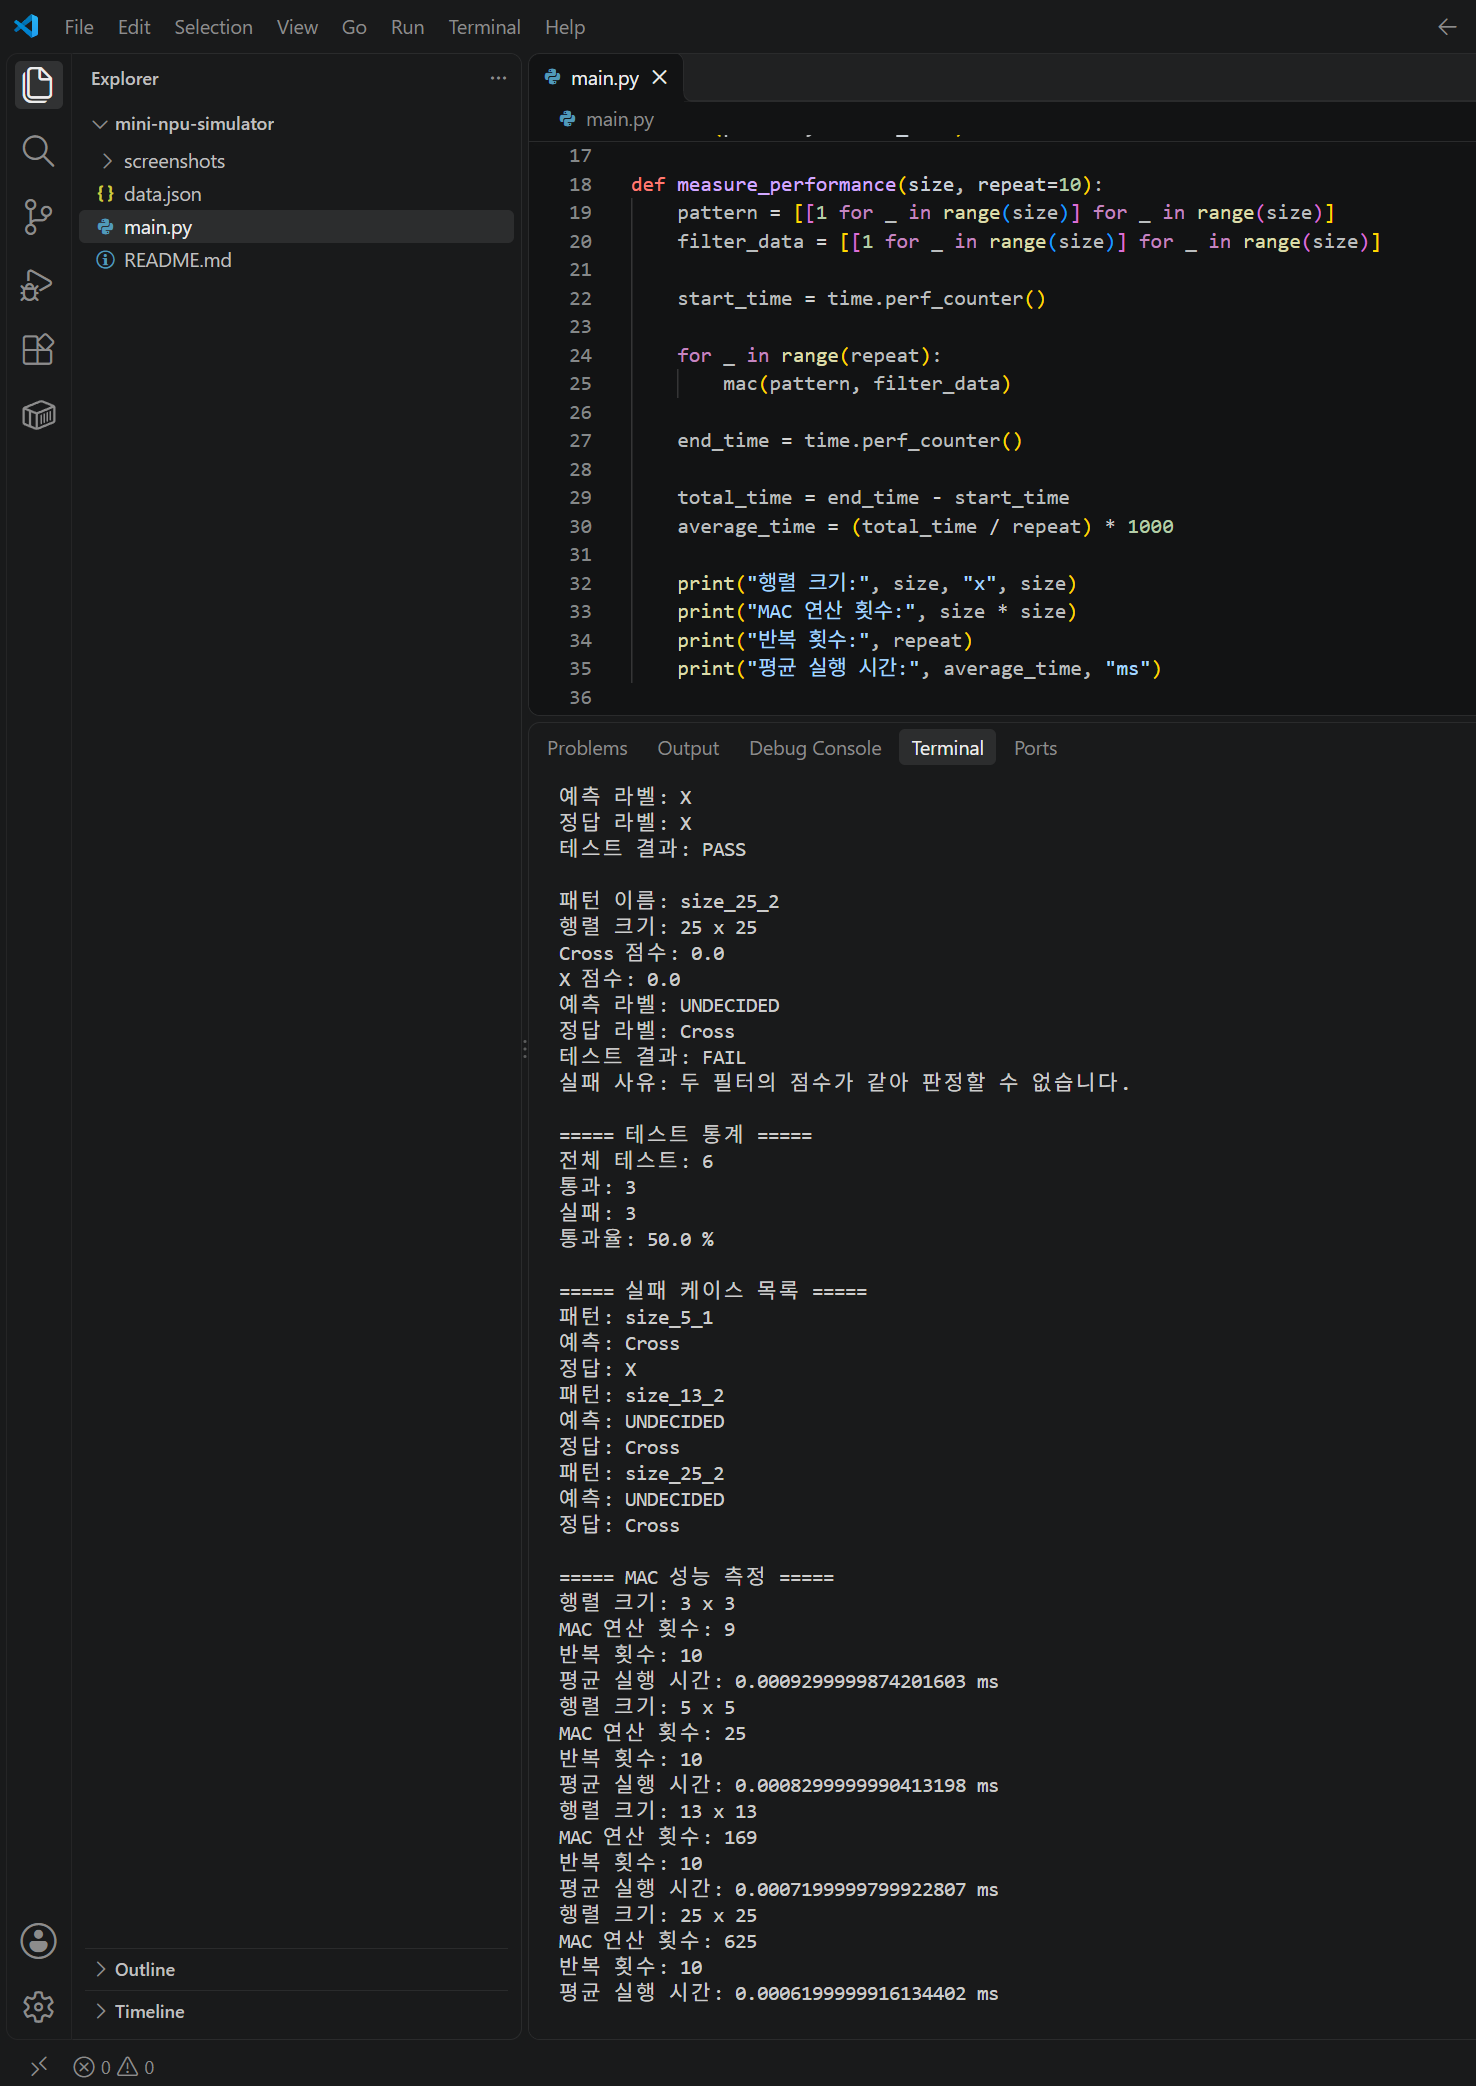 File Edit Selection View Go Run Terminal Help
Explorer
mini-npu-simulator
screenshots
data.json
main.py
README.md
Outline
Timeline
main.py
main.py
17
18 def measure_performance(size, repeat=10):
19 pattern = [[1 for _ in range(size)] for _ in range(size)]
20 filter_data = [[1 for _ in range(size)] for _ in range(size)]
21
22 start_time = time.perf_counter()
23
24 for _ in range(repeat):
25 mac(pattern, filter_data)
26
27 end_time = time.perf_counter()
28
29 total_time = end_time - start_time
30 average_time = (total_time / repeat) * 1000
31
32 print("행렬 크기:", size, "x", size)
33 print("MAC 연산 횟수:", size * size)
34 print("반복 횟수:", repeat)
35 print("평균 실행 시간:", average_time, "ms")
36
Problems Output Debug Console Terminal Ports
예측 라벨: X
정답 라벨: X
테스트 결과: PASS
패턴 이름: size_25_2
행렬 크기: 25 x 25
Cross 점수: 0.0
X 점수: 0.0
예측 라벨: UNDECIDED
정답 라벨: Cross
테스트 결과: FAIL
실패 사유: 두 필터의 점수가 같아 판정할 수 없습니다.
===== 테스트 통계 =====
전체 테스트: 6
통과: 3
실패: 3
통과율: 50.0 %
===== 실패 케이스 목록 =====
패턴: size_5_1
예측: Cross
정답: X
패턴: size_13_2
예측: UNDECIDED
정답: Cross
패턴: size_25_2
예측: UNDECIDED
정답: Cross
===== MAC 성능 측정 =====
행렬 크기: 3 x 3
MAC 연산 횟수: 9
반복 횟수: 10
평균 실행 시간: 0.0009299999874201603 ms
행렬 크기: 5 x 5
MAC 연산 횟수: 25
반복 횟수: 10
평균 실행 시간: 0.0008299999990413198 ms
행렬 크기: 13 x 13
MAC 연산 횟수: 169
반복 횟수: 10
평균 실행 시간: 0.0007199999799922807 ms
행렬 크기: 25 x 25
MAC 연산 횟수: 625
반복 횟수: 10
평균 실행 시간: 0.0006199999916134402 ms
0 0